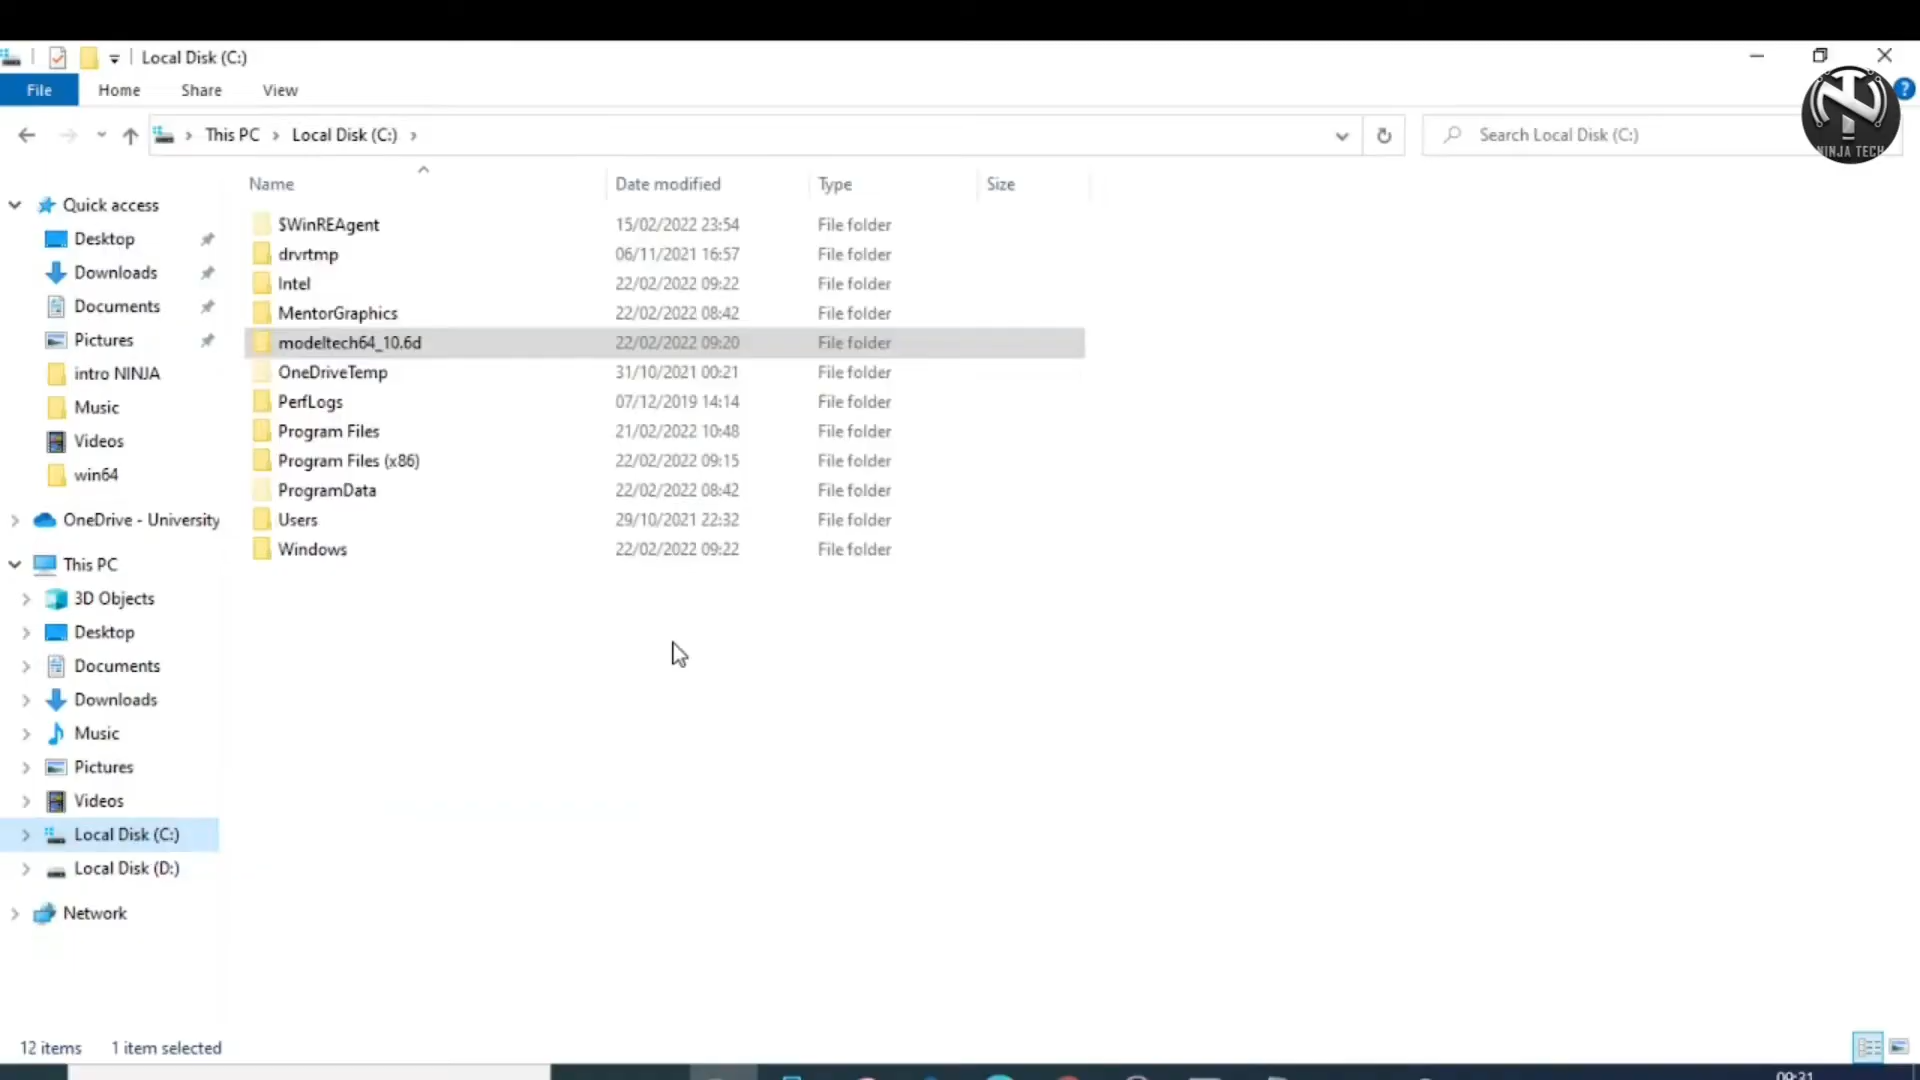 Local Disk (C:)
File Home Share View
This PC Local Disk (C:) Search Local Disk (C:)
NINJA TECH
Name Date modified Type Size
Quick access
Desktop
Downloads
Documents
Pictures
intro NINJA
Music
Videos
win64
OneDrive - University
This PC
3D Objects
Desktop
Documents
Downloads
Music
Pictures
Videos
Local Disk (C:)
Local Disk (D:)
Network
$WinREAgent 15/02/2022 23:54 File folder
drvrtmp 06/11/2021 16:57 File folder
Intel 22/02/2022 09:22 File folder
MentorGraphics 22/02/2022 08:42 File folder
modeltech64_10.6d 22/02/2022 09:20 File folder
OneDriveTemp 31/10/2021 00:21 File folder
PerfLogs 07/12/2019 14:14 File folder
Program Files 21/02/2022 10:48 File folder
Program Files (x86) 22/02/2022 09:15 File folder
ProgramData 22/02/2022 08:42 File folder
Users 29/10/2021 22:32 File folder
Windows 22/02/2022 09:22 File folder
12 items 1 item selected